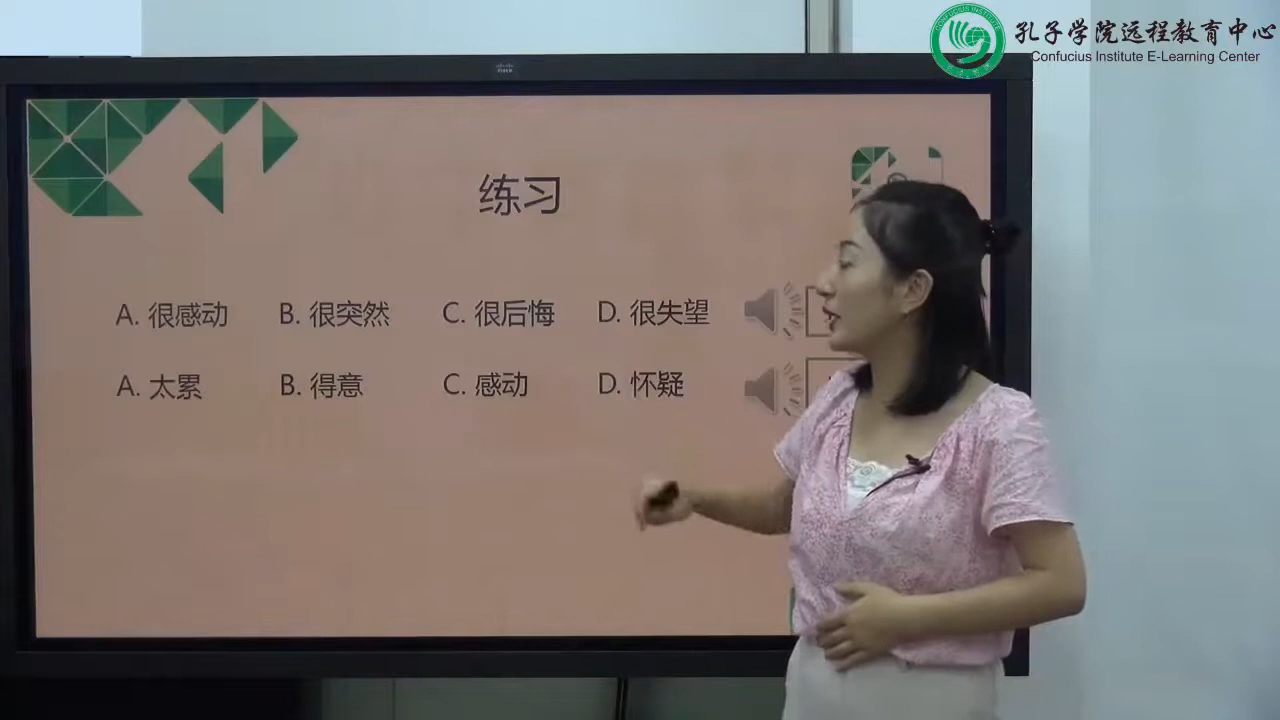 孔子学院远程教育中心
Confucius Institute E-Learning Center
练习
A. 很感动 B. 很突然 C. 很后悔 D. 很失望
A. 太累 B. 得意 C. 感动 D. 怀疑